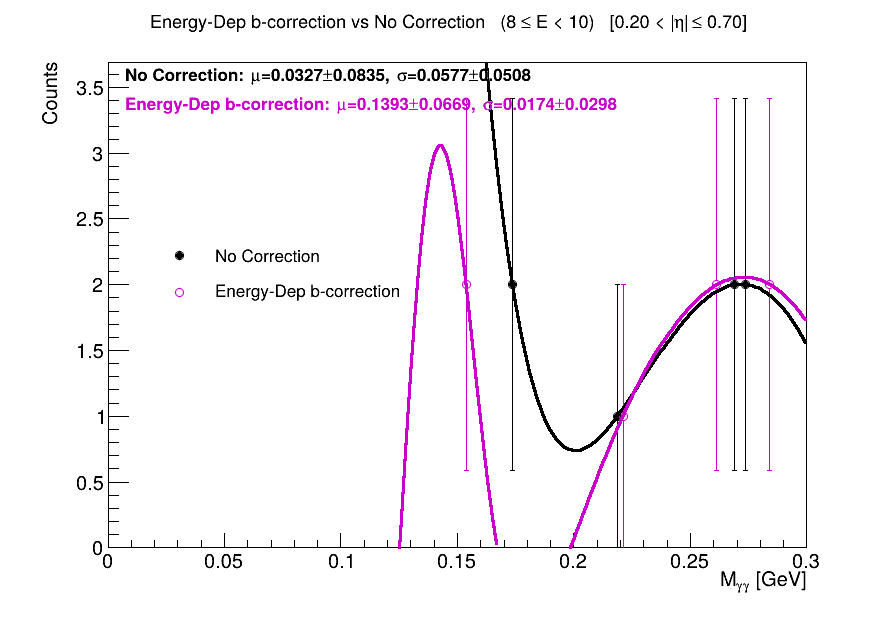 Energy-Dep b-correction vs No Correction (8 ≤ E < 10) [0.20 < |η| ≤ 0.70]
Counts
No Correction: μ=0.0327±0.0835, σ=0.0577±0.0508
Energy-Dep b-correction: μ=0.1393±0.0669, σ=0.0174±0.0298
3.5
3
2.5
2
1.5
1
0.5
0
No Correction
Energy-Dep b-correction
0 0.05 0.1 0.15 0.2 0.25 0.3
Mγγ [GeV]